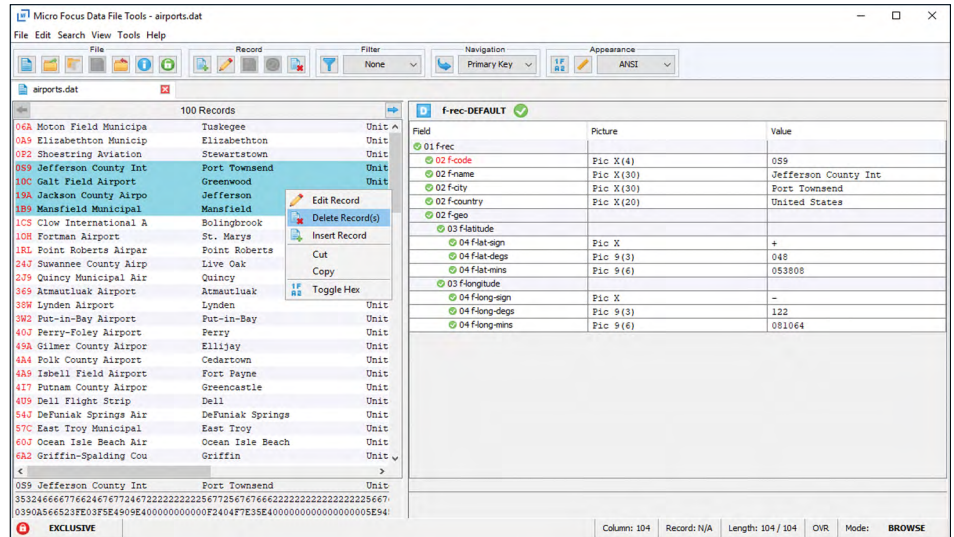 Micro Focus Data File Tools - airports.dat
File Edit Search View Tools Help
File Record Filter Navigation Appearance
None Primary Key ANSI
airports.dat
100 Records
06A Moton Field Municipa Tuskegee Unit
0A9 Elizabethton Municip Elizabethton Unit
0P2 Shoestring Aviation Stewartstown Unit
0S9 Jefferson County Int Port Townsend Unit
10C Galt Field Airport Greenwood Unit
19A Jackson County Airpo Jefferson
1B9 Mansfield Municipal Mansfield
1CS Clow International A Bolingbrook
1OH Fortman Airport St. Marys
1RL Point Roberts Airpar Point Roberts
24J Suwannee County Airp Live Oak
2J9 Quincy Municipal Air Quincy
369 Atmautluak Airport Atmautluak
38W Lynden Airport Lynden Unit
3W2 Put-in-Bay Airport Put-in-Bay Unit
40J Perry-Foley Airport Perry Unit
49A Gilmer County Airpor Ellijay Unit
4A4 Polk County Airport Cedartown Unit
4A9 Isbell Field Airport Fort Payne Unit
4I7 Putnam County Airpor Greencastle Unit
4U9 Dell Flight Strip Dell Unit
54J DeFuniak Springs Air DeFuniak Springs Unit
57C East Troy Municipal East Troy Unit
60J Ocean Isle Beach Air Ocean Isle Beach Unit
6A2 Griffin-Spalding Cou Griffin Unit
Edit Record
Delete Record(s)
Insert Record
Cut
Copy
Toggle Hex
0S9 Jefferson County Int Port Townsend Unit
f-rec-DEFAULT
Field Picture Value
01 f-rec
02 f-code Pic X(4) 0S9
02 f-name Pic X(30) Jefferson County Int
02 f-city Pic X(30) Port Townsend
02 f-country Pic X(20) United States
02 f-geo
03 f-latitude
04 f-lat-sign Pic X +
04 f-lat-degs Pic 9(3) 048
04 f-lat-mins Pic 9(6) 053808
03 f-longitude
04 f-long-sign Pic X -
04 f-long-degs Pic 9(3) 122
04 f-long-mins Pic 9(6) 081064
EXCLUSIVE Column: 104 Record: N/A Length: 104 / 104 OVR Mode: BROWSE